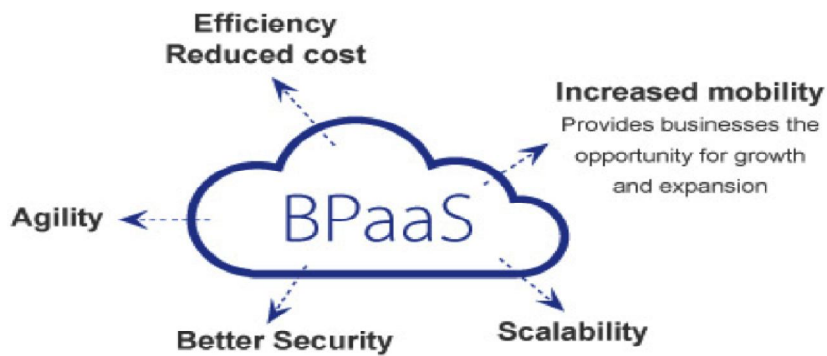 Efficiency
Reduced cost
Increased mobility
Provides businesses the
opportunity for growth
and expansion
BPaaS
Agility
Better Security
Scalability